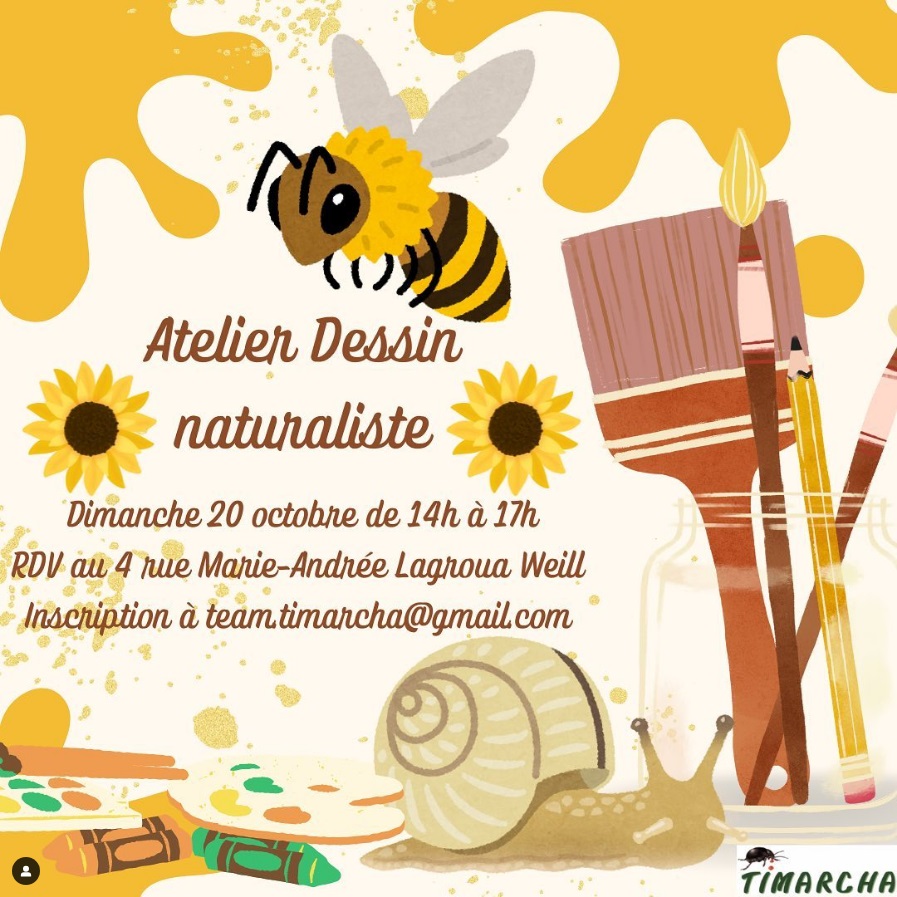 Atelier Dessin
naturaliste
Dimanche 20 octobre de 14h à 17h
RDV au 4 rue Marie-Andrée Lagroua Weill
Inscription à team.timarcha@gmail.com
TIMARCHA